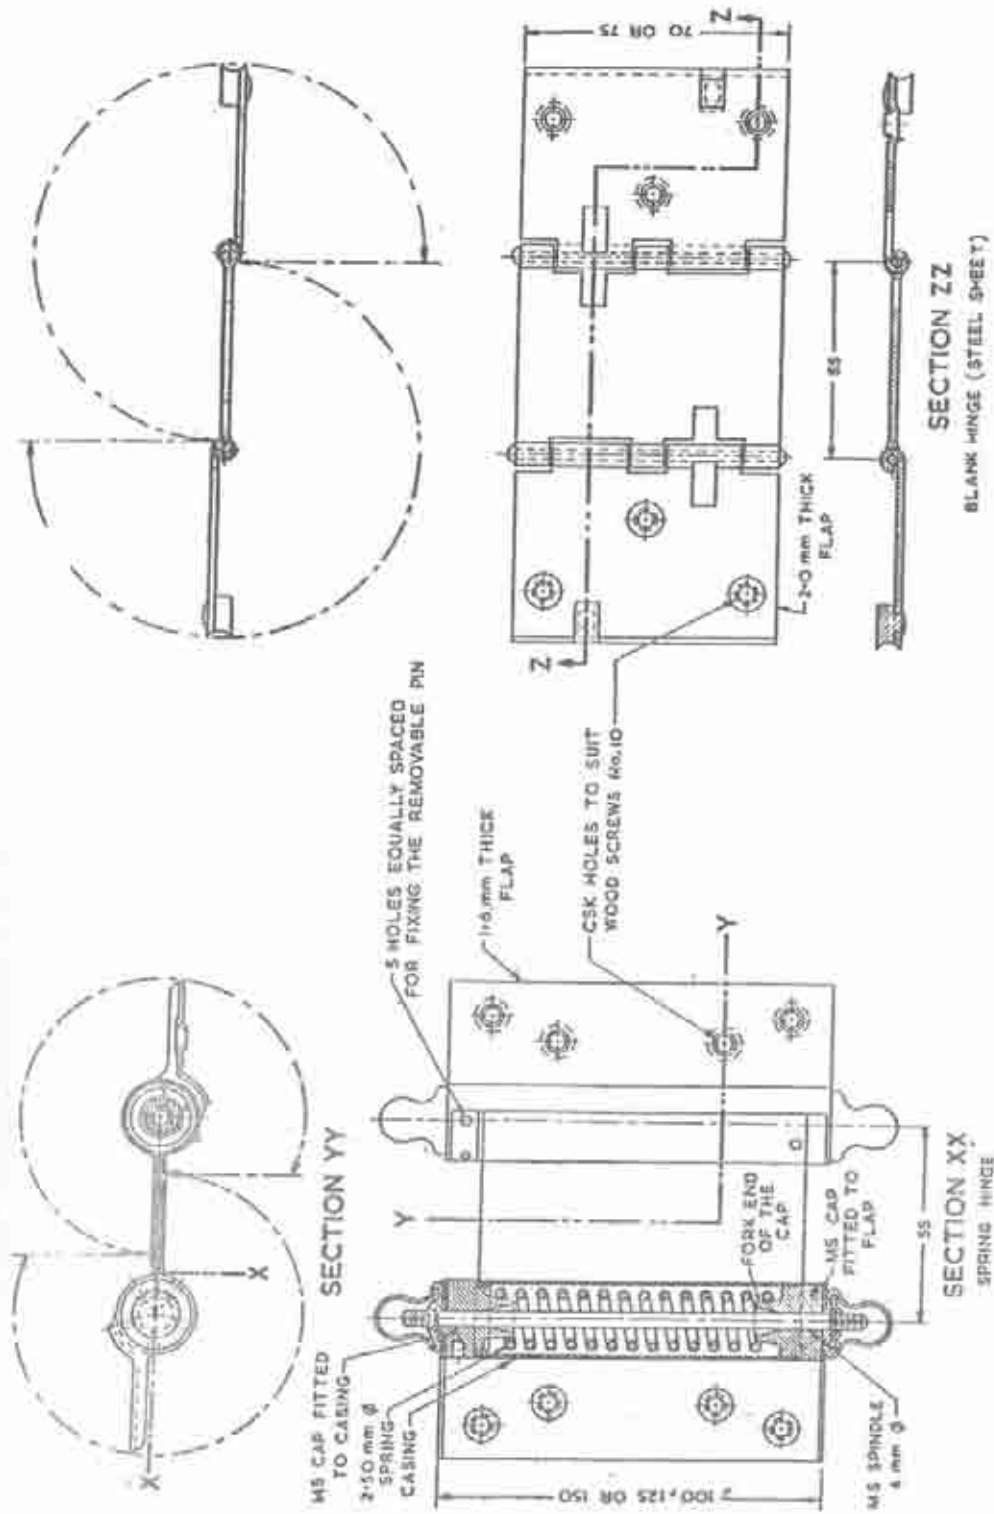 X
X
SECTION YY
MS CAP FITTED
TO CASING
2·50 mm ϕ
SPRING
CASING
100, 125 OR 150
MS SPINDLE
4 mm ϕ
Y
Y
FORK END
OF THE
CAP
MS CAP
FITTED TO
FLAP
55
SECTION XX
SPRING HINGE
5 HOLES EQUALLY SPACED
FOR FIXING THE REMOVABLE PIN
1·6 mm THICK
FLAP
CSK HOLES TO SUIT
WOOD SCREWS No.10
Z
Z
70 OR 75
2·0 mm THICK
FLAP
65
SECTION ZZ
BLANK HINGE (STEEL SHEET)